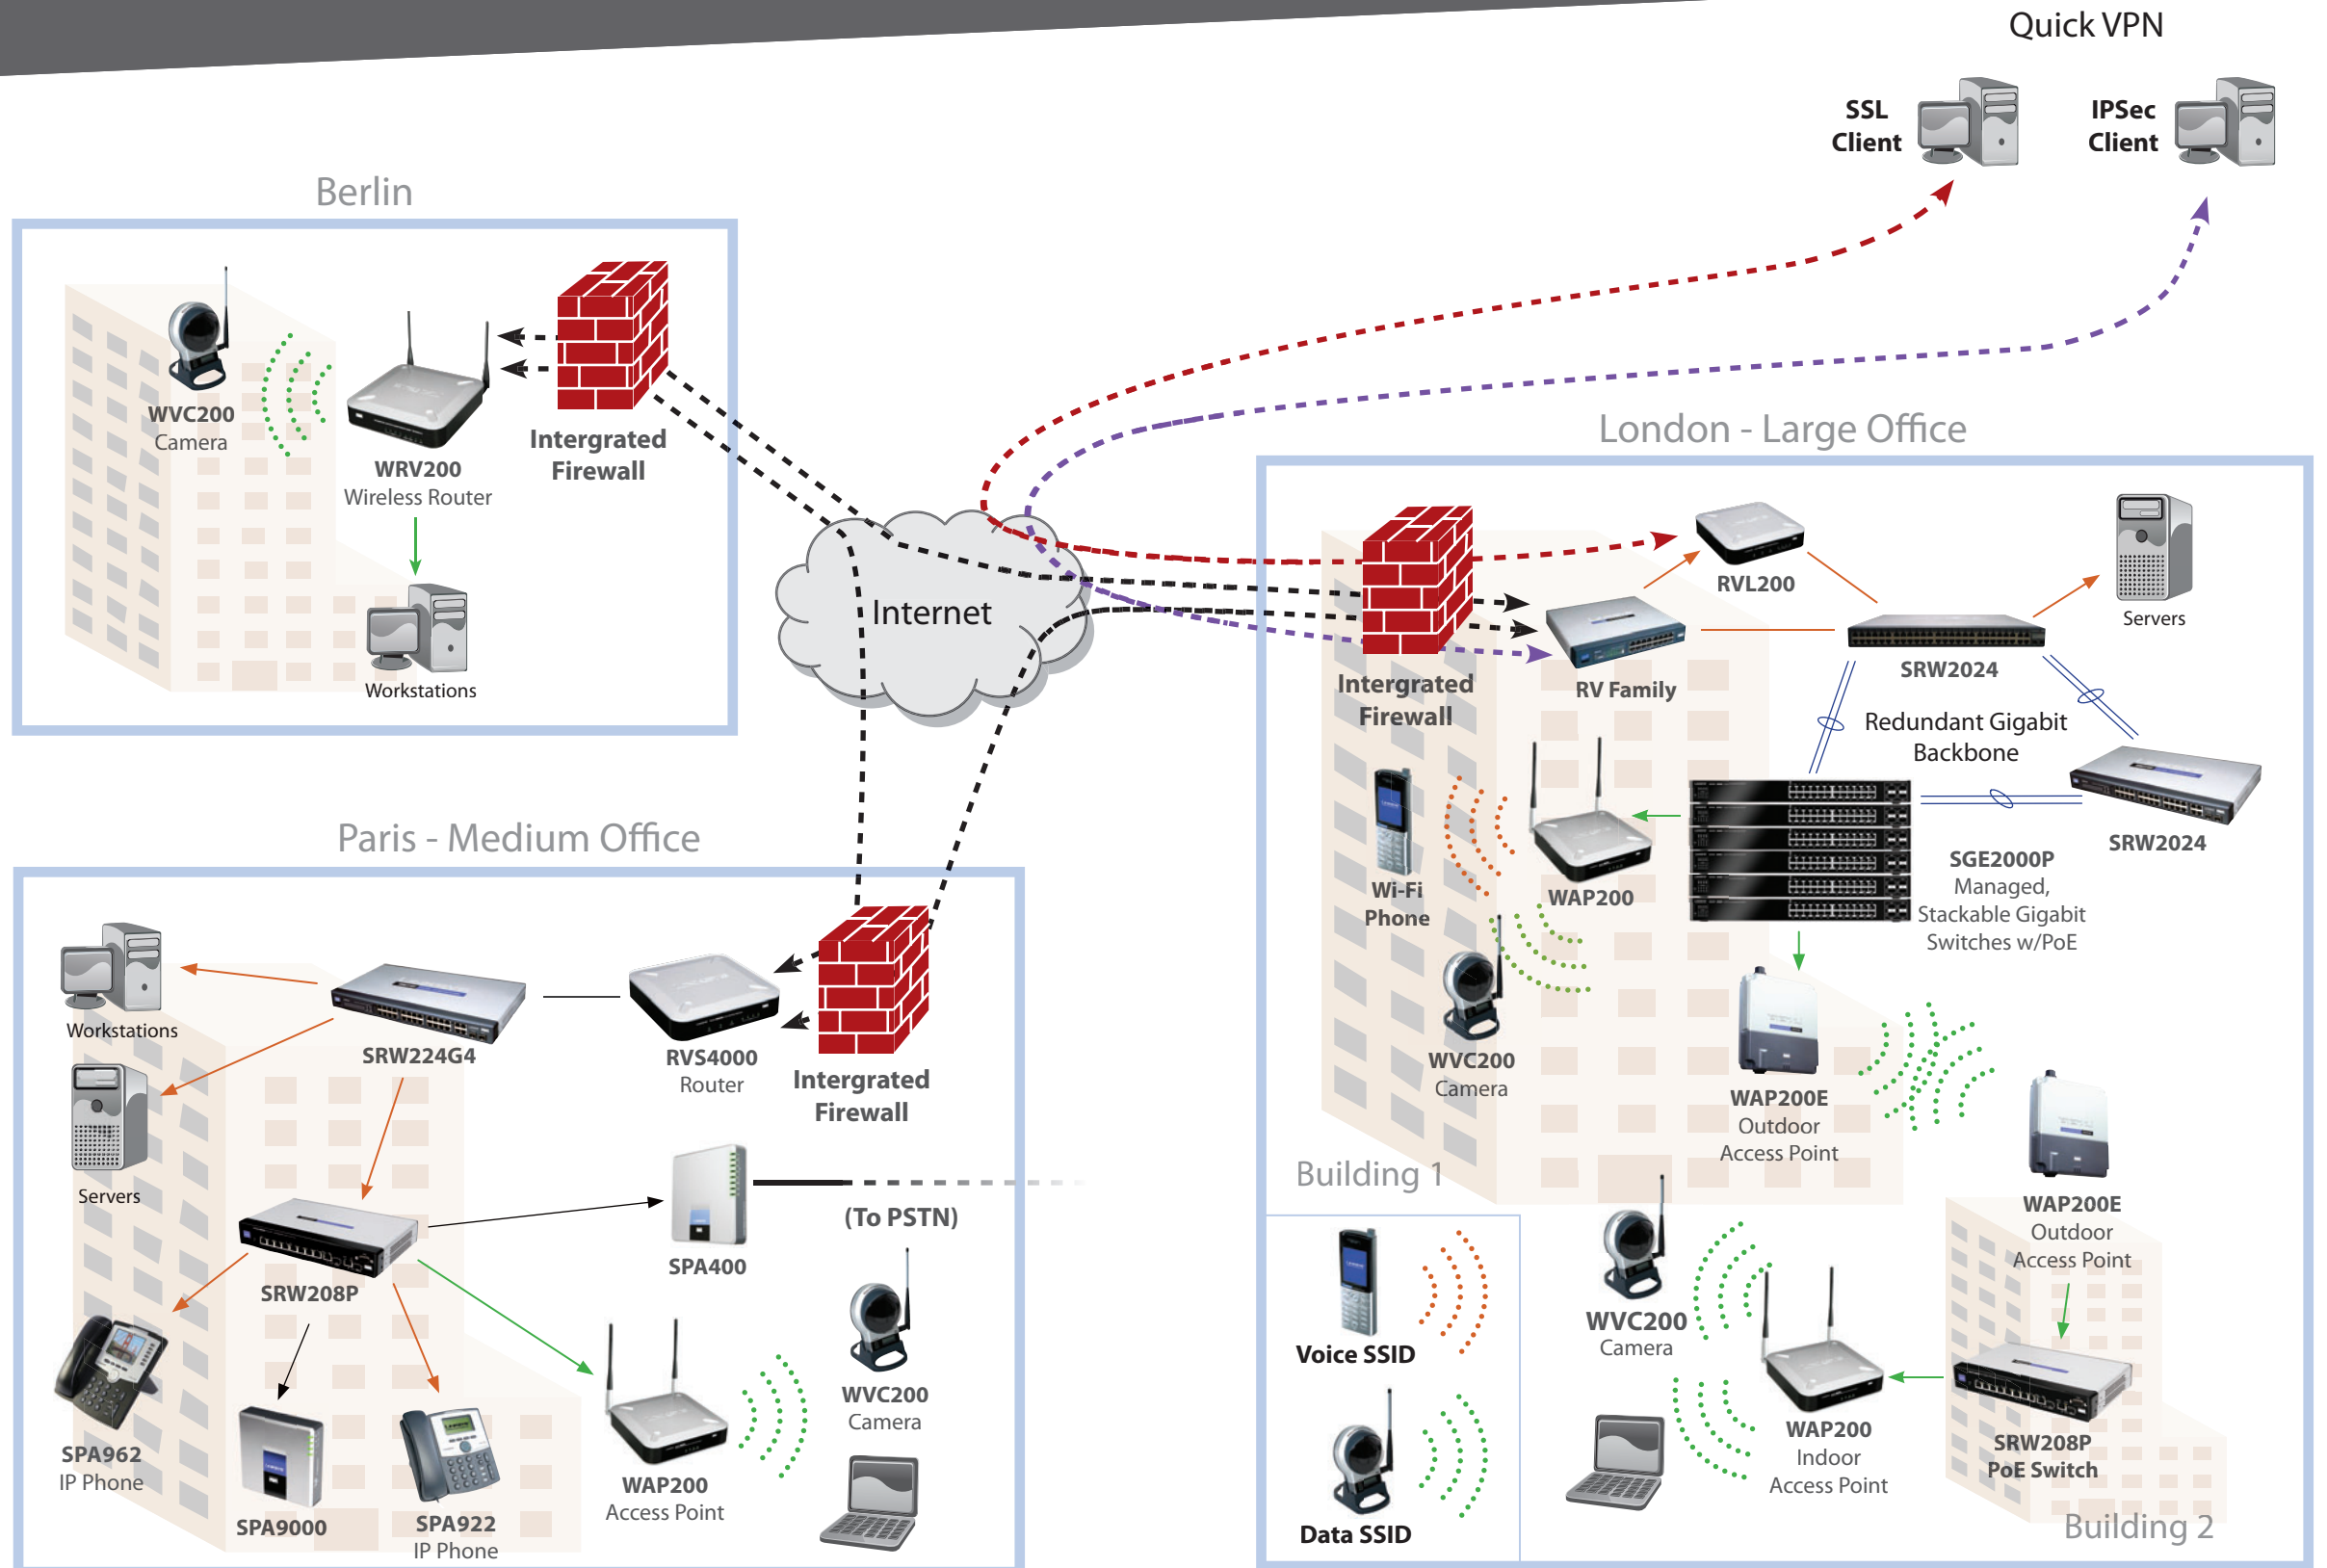 Quick VPN
SSL
Client
IPSec
Client
Berlin
WVC200
Camera
WRV200
Wireless Router
Intergrated
Firewall
Workstations
Internet
London - Large Office
Intergrated
Firewall
RVL200
RV Family
SRW2024
Servers
Redundant Gigabit
Backbone
SRW2024
SGE2000P
Managed,
Stackable Gigabit
Switches w/PoE
Wi-Fi
Phone
WAP200
WVC200
Camera
WAP200E
Outdoor
Access Point
WAP200E
Outdoor
Access Point
Building 1
Voice SSID
Data SSID
WVC200
Camera
WAP200
Indoor
Access Point
SRW208P
PoE Switch
Building 2
Paris - Medium Office
Workstations
SRW224G4
RVS4000
Router
Intergrated
Firewall
Servers
SRW208P
SPA400
(To PSTN)
SPA962
IP Phone
SPA9000
SPA922
IP Phone
WAP200
Access Point
WVC200
Camera